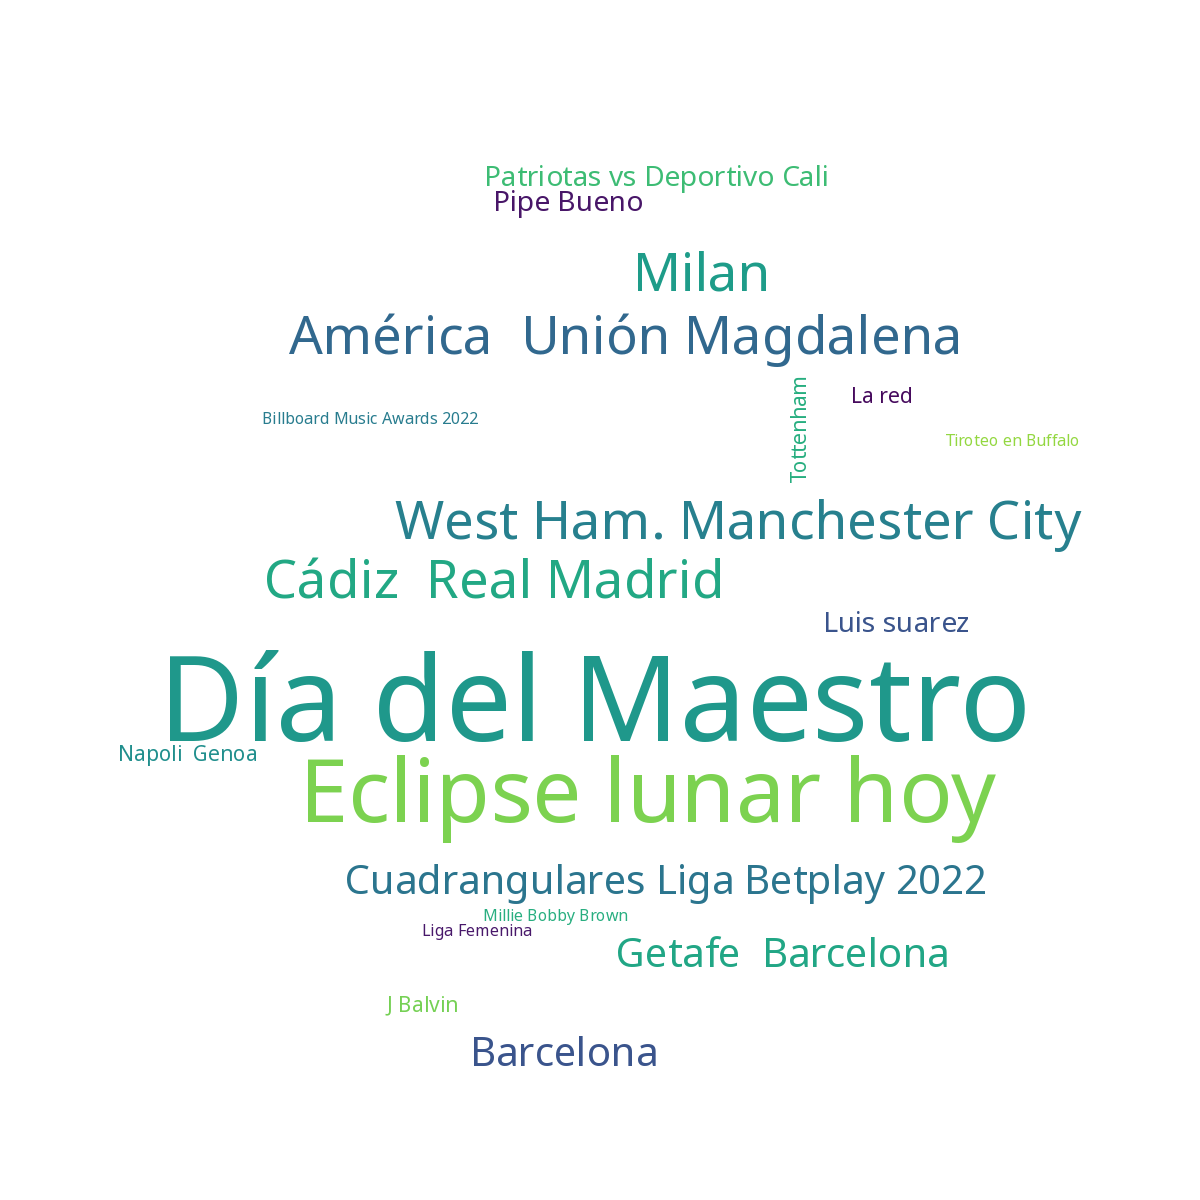 Patriotas vs Deportivo Cali
Pipe Bueno
Milan
América  Unión Magdalena
Tottenham
La red
Billboard Music Awards 2022
Tiroteo en Buffalo
West Ham. Manchester City
Cádiz  Real Madrid
Luis suarez
Día del Maestro
Napoli  Genoa
Eclipse lunar hoy
Cuadrangulares Liga Betplay 2022
Millie Bobby Brown
Liga Femenina
Getafe  Barcelona
J Balvin
Barcelona